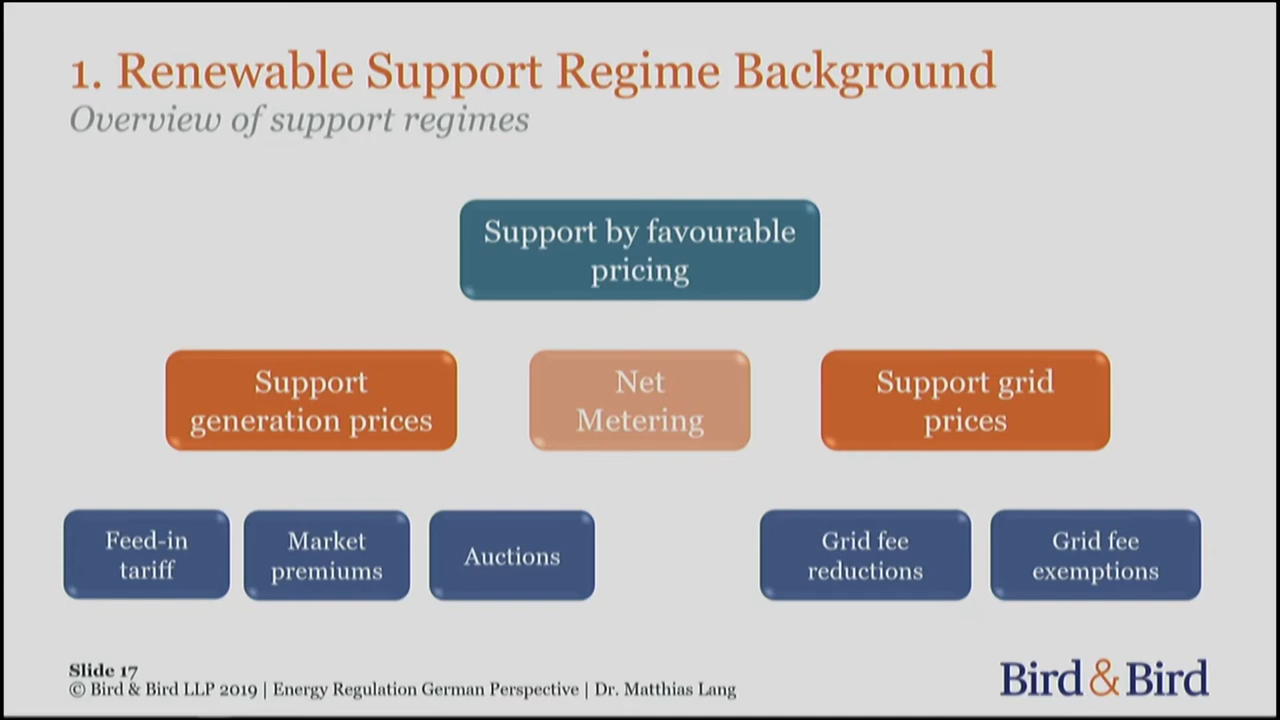 1. Renewable Support Regime Background
Overview of support regimes
Support by favourable
pricing
Support
generation prices
Net
Metering
Support grid
prices
Feed-in
tariff
Market
premiums
Auctions
Grid fee
reductions
Grid fee
exemptions
Slide 17
© Bird & Bird LLP 2019 | Energy Regulation German Perspective | Dr. Matthias Lang
Bird & Bird